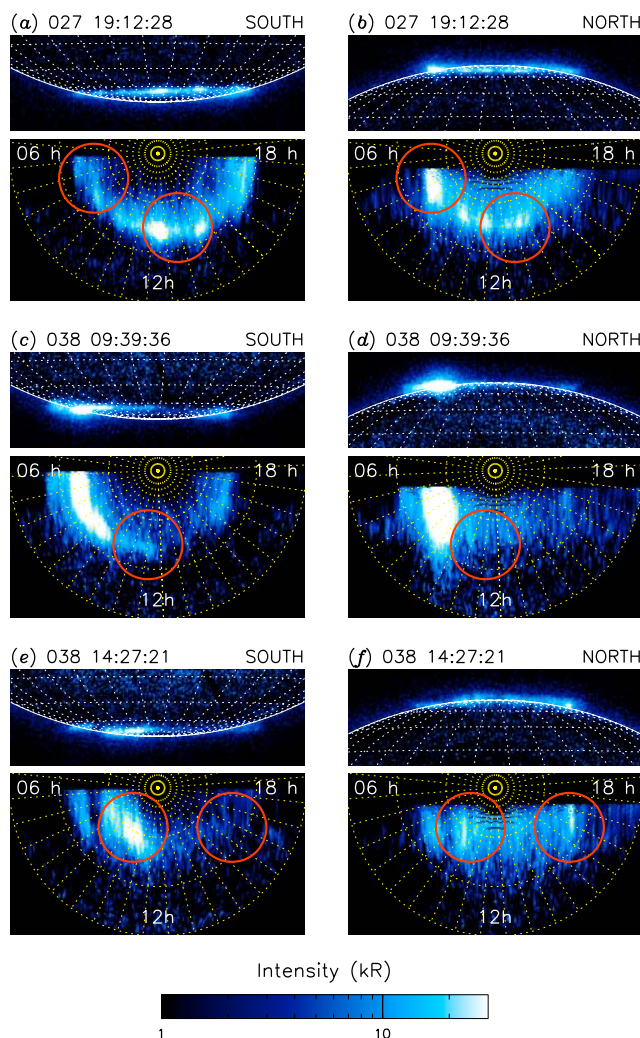 (a) 027 19:12:28 SOUTH
(b) 027 19:12:28 NORTH
06 h 18 h
12h
06 h 18 h
12h
(c) 038 09:39:36 SOUTH
(d) 038 09:39:36 NORTH
06 h 18 h
12h
06 h 18 h
12h
(e) 038 14:27:21 SOUTH
(f) 038 14:27:21 NORTH
06 h 18 h
12h
06 h 18 h
12h
Intensity (kR)
1 10